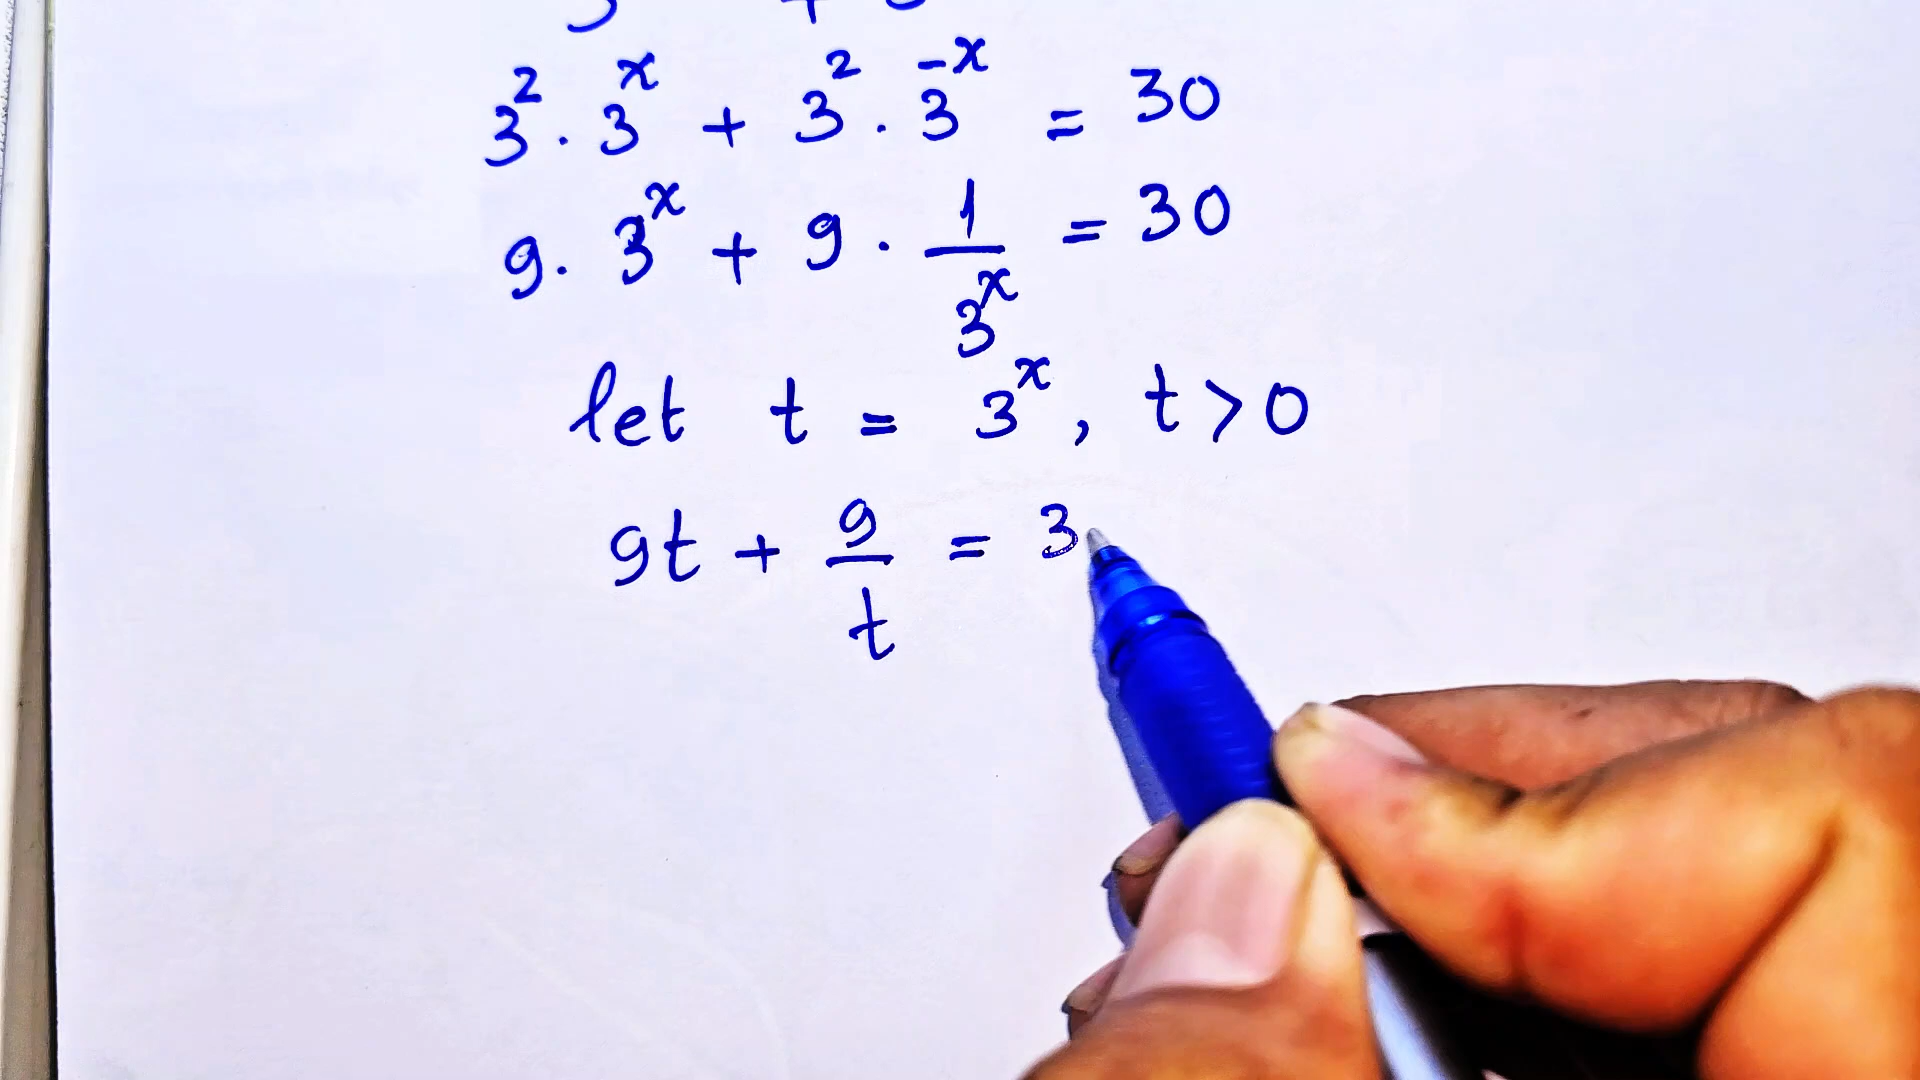 3² · 3ˣ + 3² · 3⁻ˣ = 30
9 · 3ˣ + 9 · 1/3ˣ = 30
let t = 3ˣ, t > 0
9t + 9/t = 3